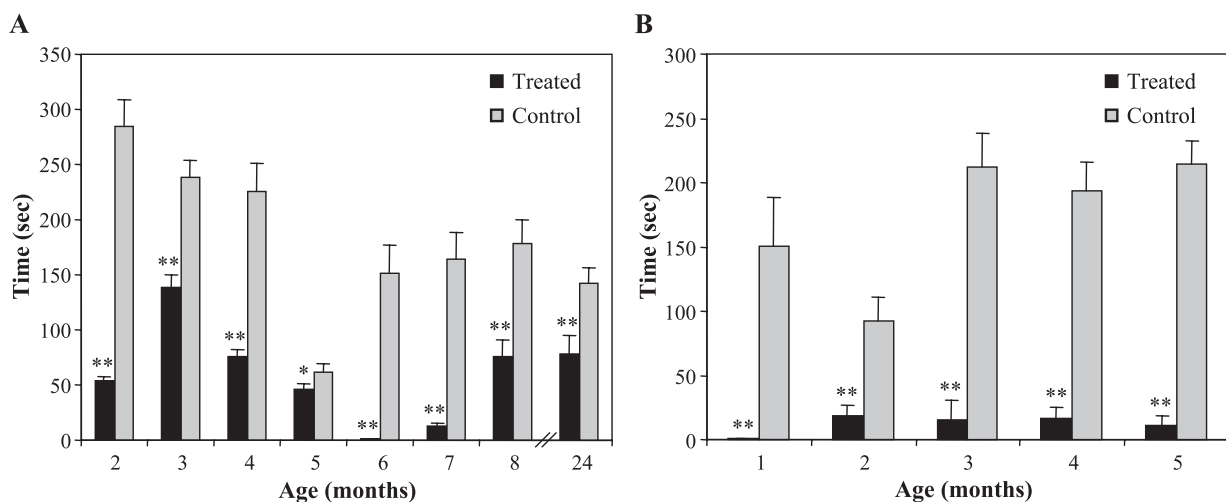 A
B
350
300
250
200
150
100
50
0
Time (sec)
Treated
Control
**
**
**
*
**
**
**
**
2 3 4 5 6 7 8 24
Age (months)
300
250
200
150
100
50
0
Time (sec)
Treated
Control
**
**
**
**
**
1 2 3 4 5
Age (months)